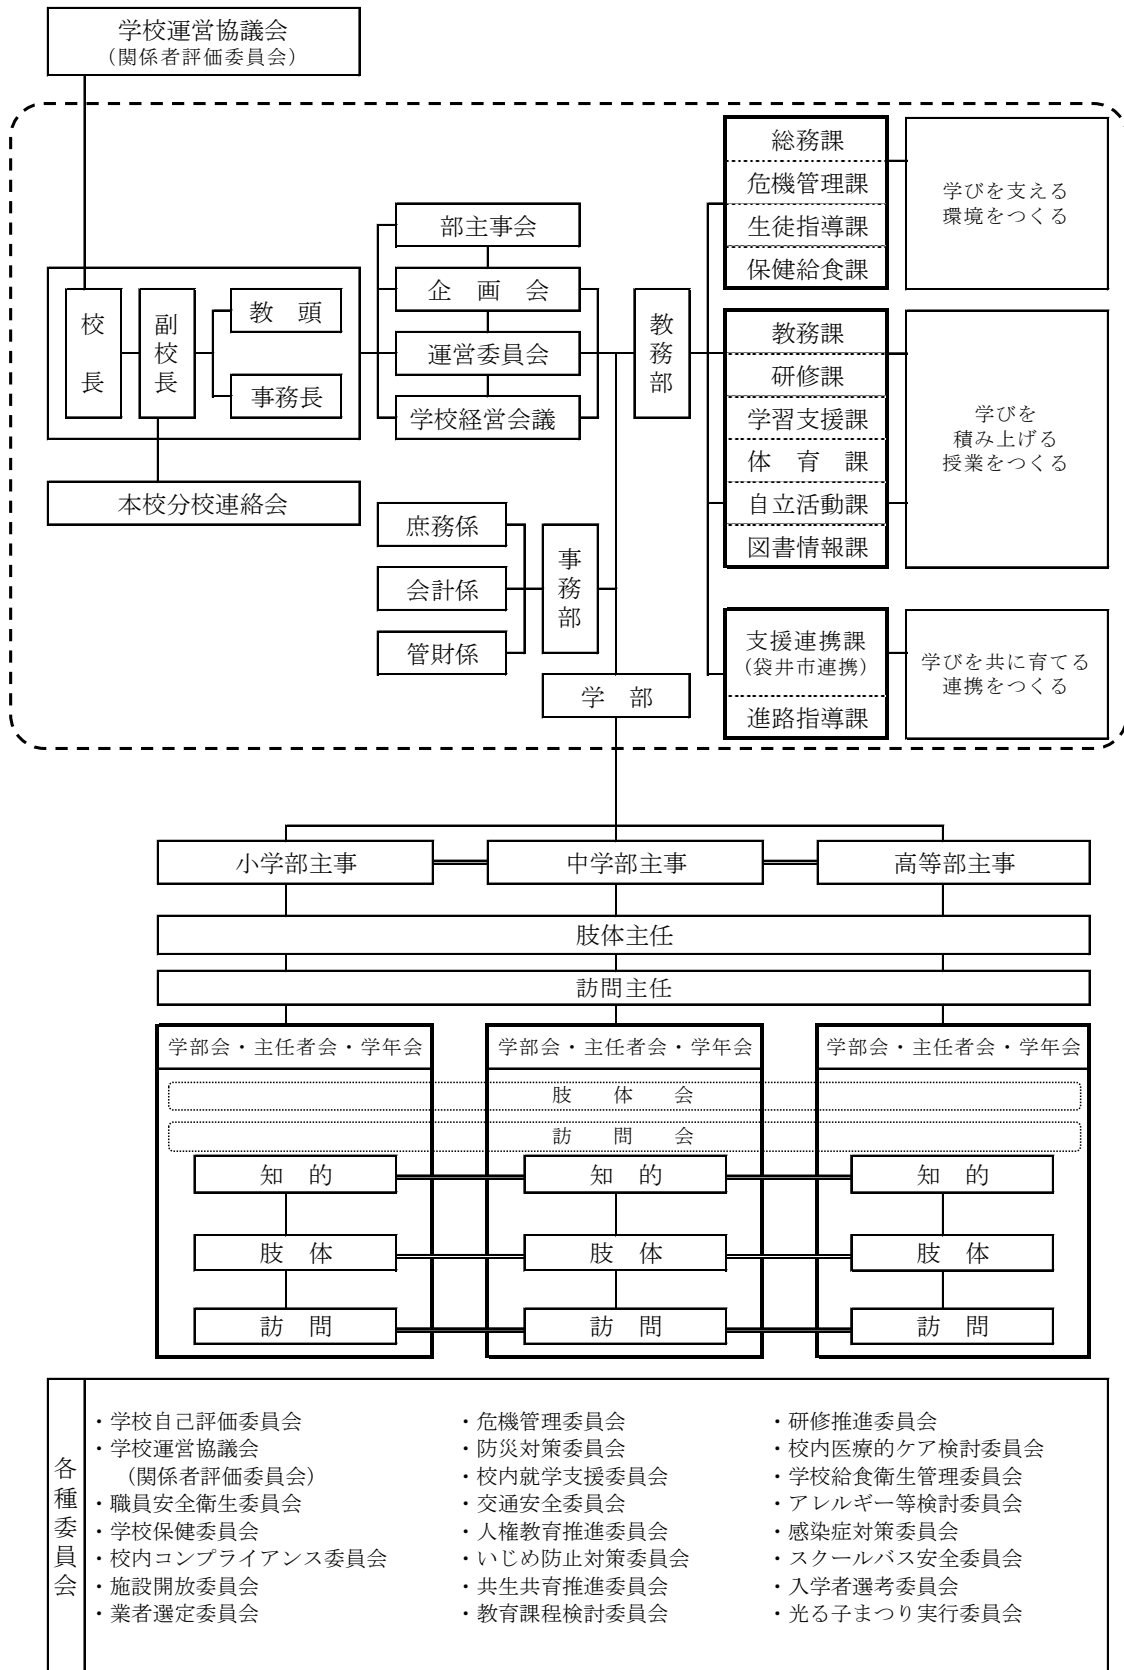 学校運営協議会
(関係者評価委員会)
校長
副校長
教　頭
事務長
本校分校連絡会
部主事会
企　画　会
運営委員会
学校経営会議
教務部
総務課
危機管理課
生徒指導課
保健給食課
学びを支える
環境をつくる
教務課
研修課
学習支援課
体　育　課
自立活動課
図書情報課
学びを
積み上げる
授業をつくる
支援連携課
(袋井市連携)
進路指導課
学びを共に育てる
連携をつくる
庶務係
会計係
管財係
事務部
学　部
小学部主事
中学部主事
高等部主事
肢体主任
訪問主任
学部会・主任者会・学年会
学部会・主任者会・学年会
学部会・主任者会・学年会
肢　体　会
訪　問　会
知　的
知　的
知　的
肢　体
肢　体
肢　体
訪　問
訪　問
訪　問
各種委員会
・学校自己評価委員会
・学校運営協議会
(関係者評価委員会)
・職員安全衛生委員会
・学校保健委員会
・校内コンプライアンス委員会
・施設開放委員会
・業者選定委員会
・危機管理委員会
・防災対策委員会
・校内就学支援委員会
・交通安全委員会
・人権教育推進委員会
・いじめ防止対策委員会
・共生共育推進委員会
・教育課程検討委員会
・研修推進委員会
・校内医療的ケア検討委員会
・学校給食衛生管理委員会
・アレルギー等検討委員会
・感染症対策委員会
・スクールバス安全委員会
・入学者選考委員会
・光る子まつり実行委員会